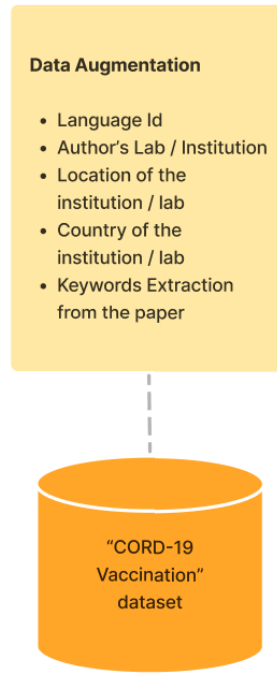 Data Augmentation
• Language Id
• Author's Lab / Institution
• Location of the
institution / lab
• Country of the
institution / lab
• Keywords Extraction
from the paper
“CORD-19
Vaccination”
dataset